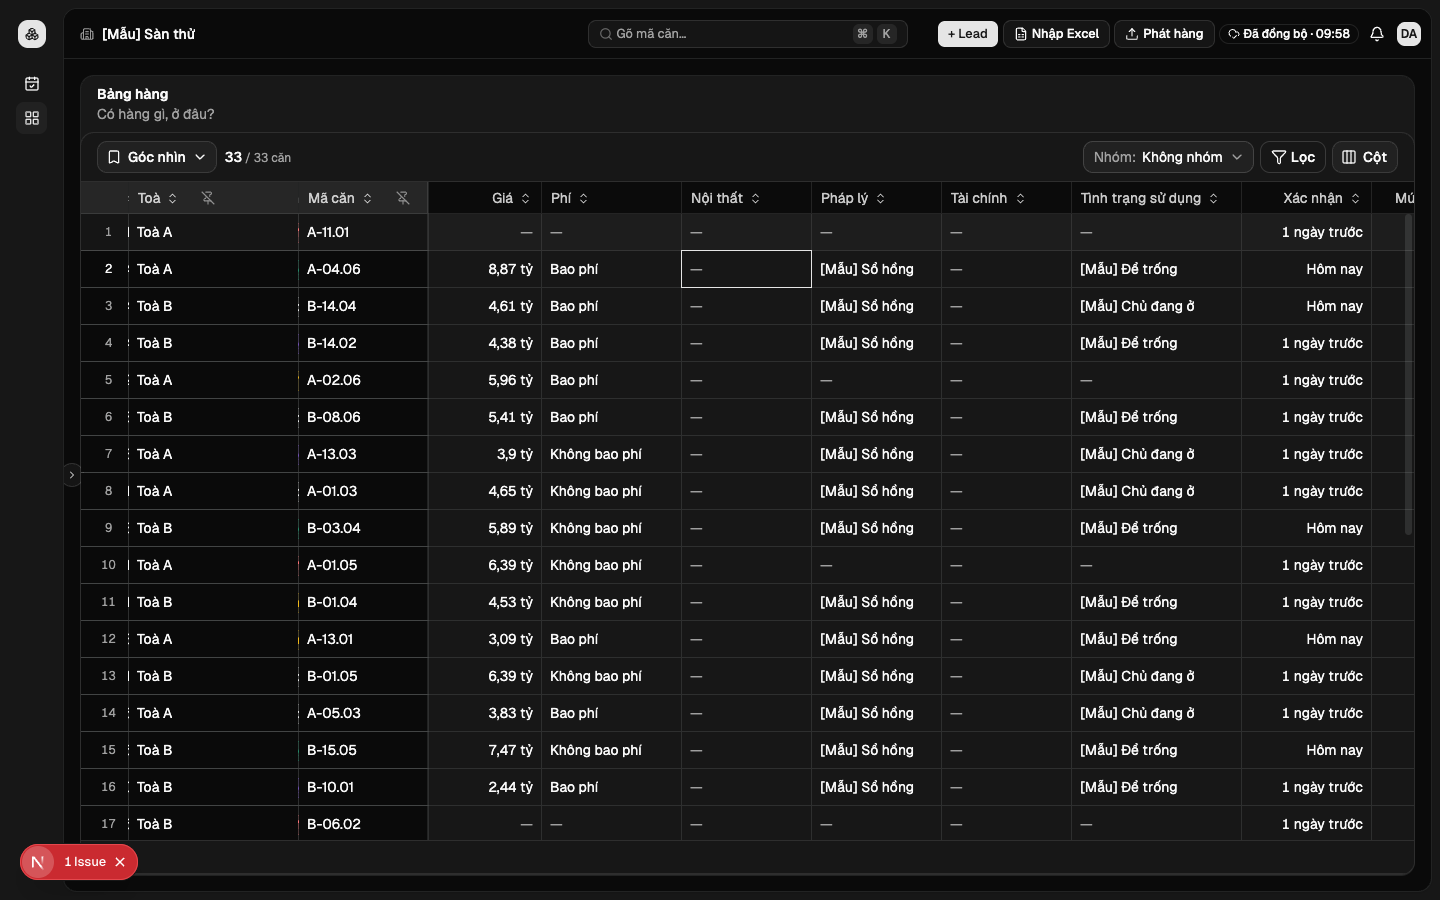 [Mẫu] Sàn thử
Gõ mã căn... ⌘ K
+ Lead Nhập Excel Phát hàng Đã đồng bộ · 09:58 DA
Bảng hàng
Có hàng gì, ở đâu?
Góc nhìn 33 / 33 căn Nhóm: Không nhóm Lọc Cột
Toà Mã căn Giá Phí Nội thất Pháp lý Tài chính Tình trạng sử dụng Xác nhận
1 Toà A A-11.01 — — — — — — 1 ngày trước
2 Toà A A-04.06 8,87 tỷ Bao phí — [Mẫu] Sổ hồng — [Mẫu] Để trống Hôm nay
3 Toà B B-14.04 4,61 tỷ Bao phí — [Mẫu] Sổ hồng — [Mẫu] Chủ đang ở Hôm nay
4 Toà B B-14.02 4,38 tỷ Bao phí — [Mẫu] Sổ hồng — [Mẫu] Để trống 1 ngày trước
5 Toà A A-02.06 5,96 tỷ Bao phí — — — — 1 ngày trước
6 Toà B B-08.06 5,41 tỷ Bao phí — [Mẫu] Sổ hồng — [Mẫu] Để trống 1 ngày trước
7 Toà A A-13.03 3,9 tỷ Không bao phí — [Mẫu] Sổ hồng — [Mẫu] Chủ đang ở 1 ngày trước
8 Toà A A-01.03 4,65 tỷ Không bao phí — [Mẫu] Sổ hồng — [Mẫu] Chủ đang ở 1 ngày trước
9 Toà B B-03.04 5,89 tỷ Không bao phí — [Mẫu] Sổ hồng — [Mẫu] Để trống Hôm nay
10 Toà A A-01.05 6,39 tỷ Không bao phí — — — — 1 ngày trước
11 Toà B B-01.04 4,53 tỷ Không bao phí — [Mẫu] Sổ hồng — [Mẫu] Để trống 1 ngày trước
12 Toà A A-13.01 3,09 tỷ Bao phí — [Mẫu] Sổ hồng — [Mẫu] Để trống Hôm nay
13 Toà B B-01.05 6,39 tỷ Không bao phí — [Mẫu] Sổ hồng — [Mẫu] Chủ đang ở 1 ngày trước
14 Toà A A-05.03 3,83 tỷ Bao phí — [Mẫu] Sổ hồng — [Mẫu] Chủ đang ở 1 ngày trước
15 Toà B B-15.05 7,47 tỷ Không bao phí — [Mẫu] Sổ hồng — [Mẫu] Để trống Hôm nay
16 Toà B B-10.01 2,44 tỷ Bao phí — [Mẫu] Sổ hồng — [Mẫu] Để trống 1 ngày trước
17 Toà B B-06.02 — — — — — — 1 ngày trước
N 1 Issue